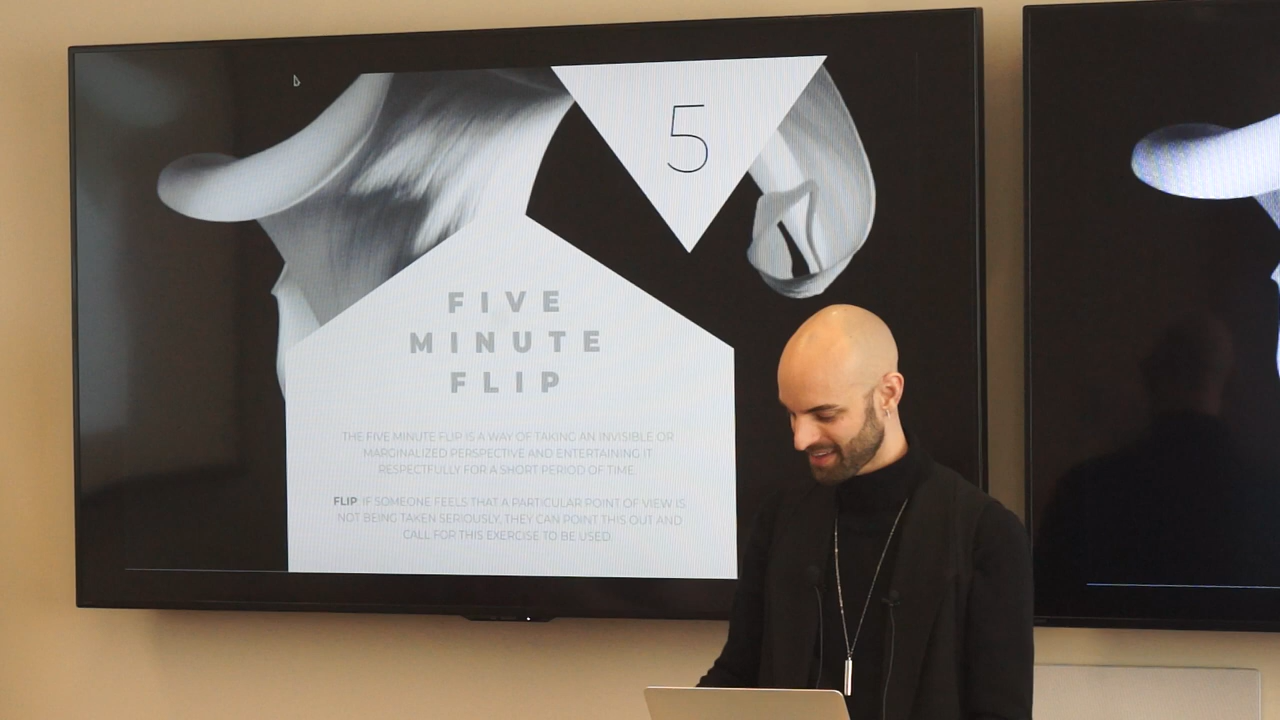 5
FIVE
MINUTE
FLIP
THE FIVE MINUTE FLIP IS A WAY OF TAKING AN INVISIBLE OR
MARGINALIZED PERSPECTIVE AND ENTERTAINING IT
RESPECTFULLY FOR A SHORT PERIOD OF TIME.
FLIP: IF SOMEONE FEELS THAT A PARTICULAR POINT OF VIEW IS
NOT BEING TAKEN SERIOUSLY, THEY CAN POINT THIS OUT AND
CALL FOR THIS EXERCISE TO BE USED.